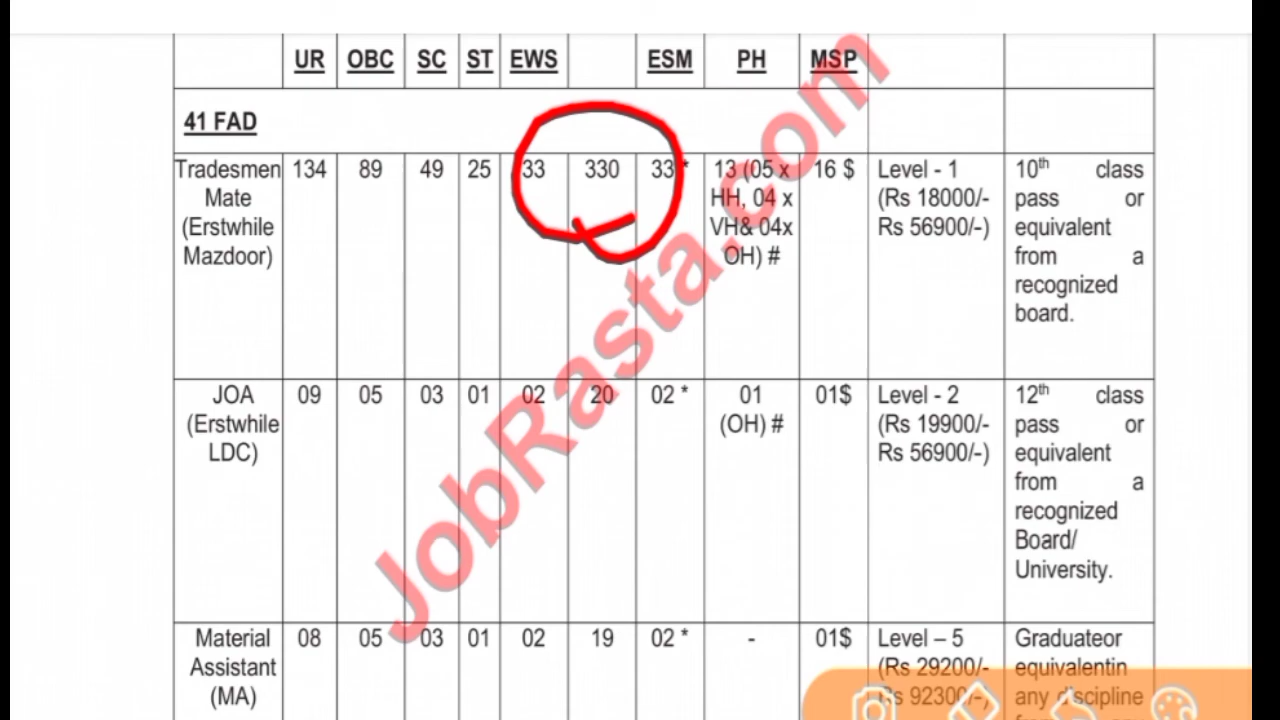 UR OBC SC ST EWS ESM PH MSP
41 FAD
Tradesmen 134 89 49 25 33 330 33 * 13 (05 x 16 $ Level - 1 10th class
Mate HH, 04 x (Rs 18000/- pass or
(Erstwhile VH& 04x Rs 56900/-) equivalent
Mazdoor) OH) # from a
recognized
board.
JOA 09 05 03 01 02 20 02 * 01 01$ Level - 2 12th class
(Erstwhile (OH) # (Rs 19900/- pass or
LDC) Rs 56900/-) equivalent
from a
recognized
Board/
University.
Material 08 05 03 01 02 19 02 * - 01$ Level – 5 Graduateor
Assistant (Rs 29200/- equivalentin
(MA) Rs 92300/-) any discipline
JobRasta.com